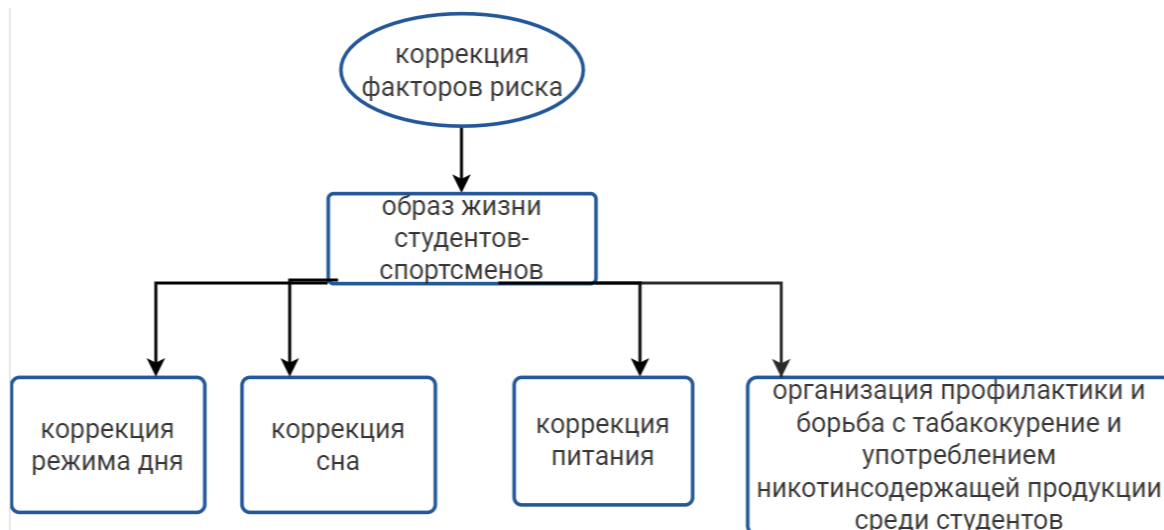 коррекция
факторов риска
образ жизни
студентов-
спортсменов
коррекция
режима дня
коррекция
сна
коррекция
питания
организация профилактики и
борьба с табакокурение и
употреблением
никотинсодержащей продукции
среди студентов